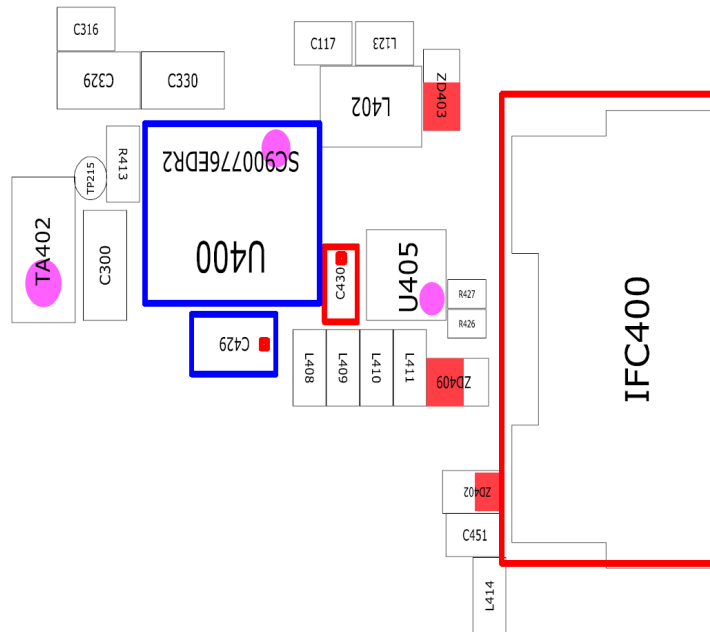 C316
C117
L123
C329
C330
L402
ZD403
R413
SC900776EDR2
TP215
TA402
C300
U400
C430
U405
R427
R426
C429
L408
L409
L410
L411
ZD409
IFC400
ZD402
C451
L414